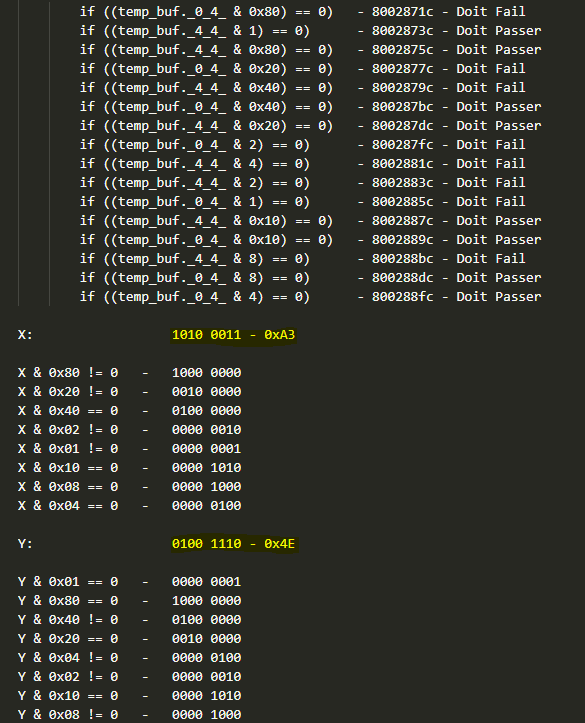 if ((temp_buf._0_4_ & 0x80) == 0)   - 8002871c - Doit Fail
if ((temp_buf._4_4_ & 1) == 0)      - 8002873c - Doit Passer
if ((temp_buf._4_4_ & 0x80) == 0)   - 8002875c - Doit Passer
if ((temp_buf._0_4_ & 0x20) == 0)   - 8002877c - Doit Fail
if ((temp_buf._4_4_ & 0x40) == 0)   - 8002879c - Doit Fail
if ((temp_buf._0_4_ & 0x40) == 0)   - 800287bc - Doit Passer
if ((temp_buf._4_4_ & 0x20) == 0)   - 800287dc - Doit Passer
if ((temp_buf._0_4_ & 2) == 0)      - 800287fc - Doit Fail
if ((temp_buf._4_4_ & 4) == 0)      - 8002881c - Doit Fail
if ((temp_buf._4_4_ & 2) == 0)      - 8002883c - Doit Fail
if ((temp_buf._0_4_ & 1) == 0)      - 8002885c - Doit Fail
if ((temp_buf._4_4_ & 0x10) == 0)   - 8002887c - Doit Passer
if ((temp_buf._0_4_ & 0x10) == 0)   - 8002889c - Doit Passer
if ((temp_buf._4_4_ & 8) == 0)      - 800288bc - Doit Fail
if ((temp_buf._0_4_ & 8) == 0)      - 800288dc - Doit Passer
if ((temp_buf._0_4_ & 4) == 0)      - 800288fc - Doit Passer
X:                  1010 0011 - 0xA3
X & 0x80 != 0   -   1000 0000
X & 0x20 != 0   -   0010 0000
X & 0x40 == 0   -   0100 0000
X & 0x02 != 0   -   0000 0010
X & 0x01 != 0   -   0000 0001
X & 0x10 == 0   -   0000 1010
X & 0x08 == 0   -   0000 1000
X & 0x04 == 0   -   0000 0100
Y:                  0100 1110 - 0x4E
Y & 0x01 == 0   -   0000 0001
Y & 0x80 == 0   -   1000 0000
Y & 0x40 != 0   -   0100 0000
Y & 0x20 == 0   -   0010 0000
Y & 0x04 != 0   -   0000 0100
Y & 0x02 != 0   -   0000 0010
Y & 0x10 == 0   -   0000 1010
Y & 0x08 != 0   -   0000 1000